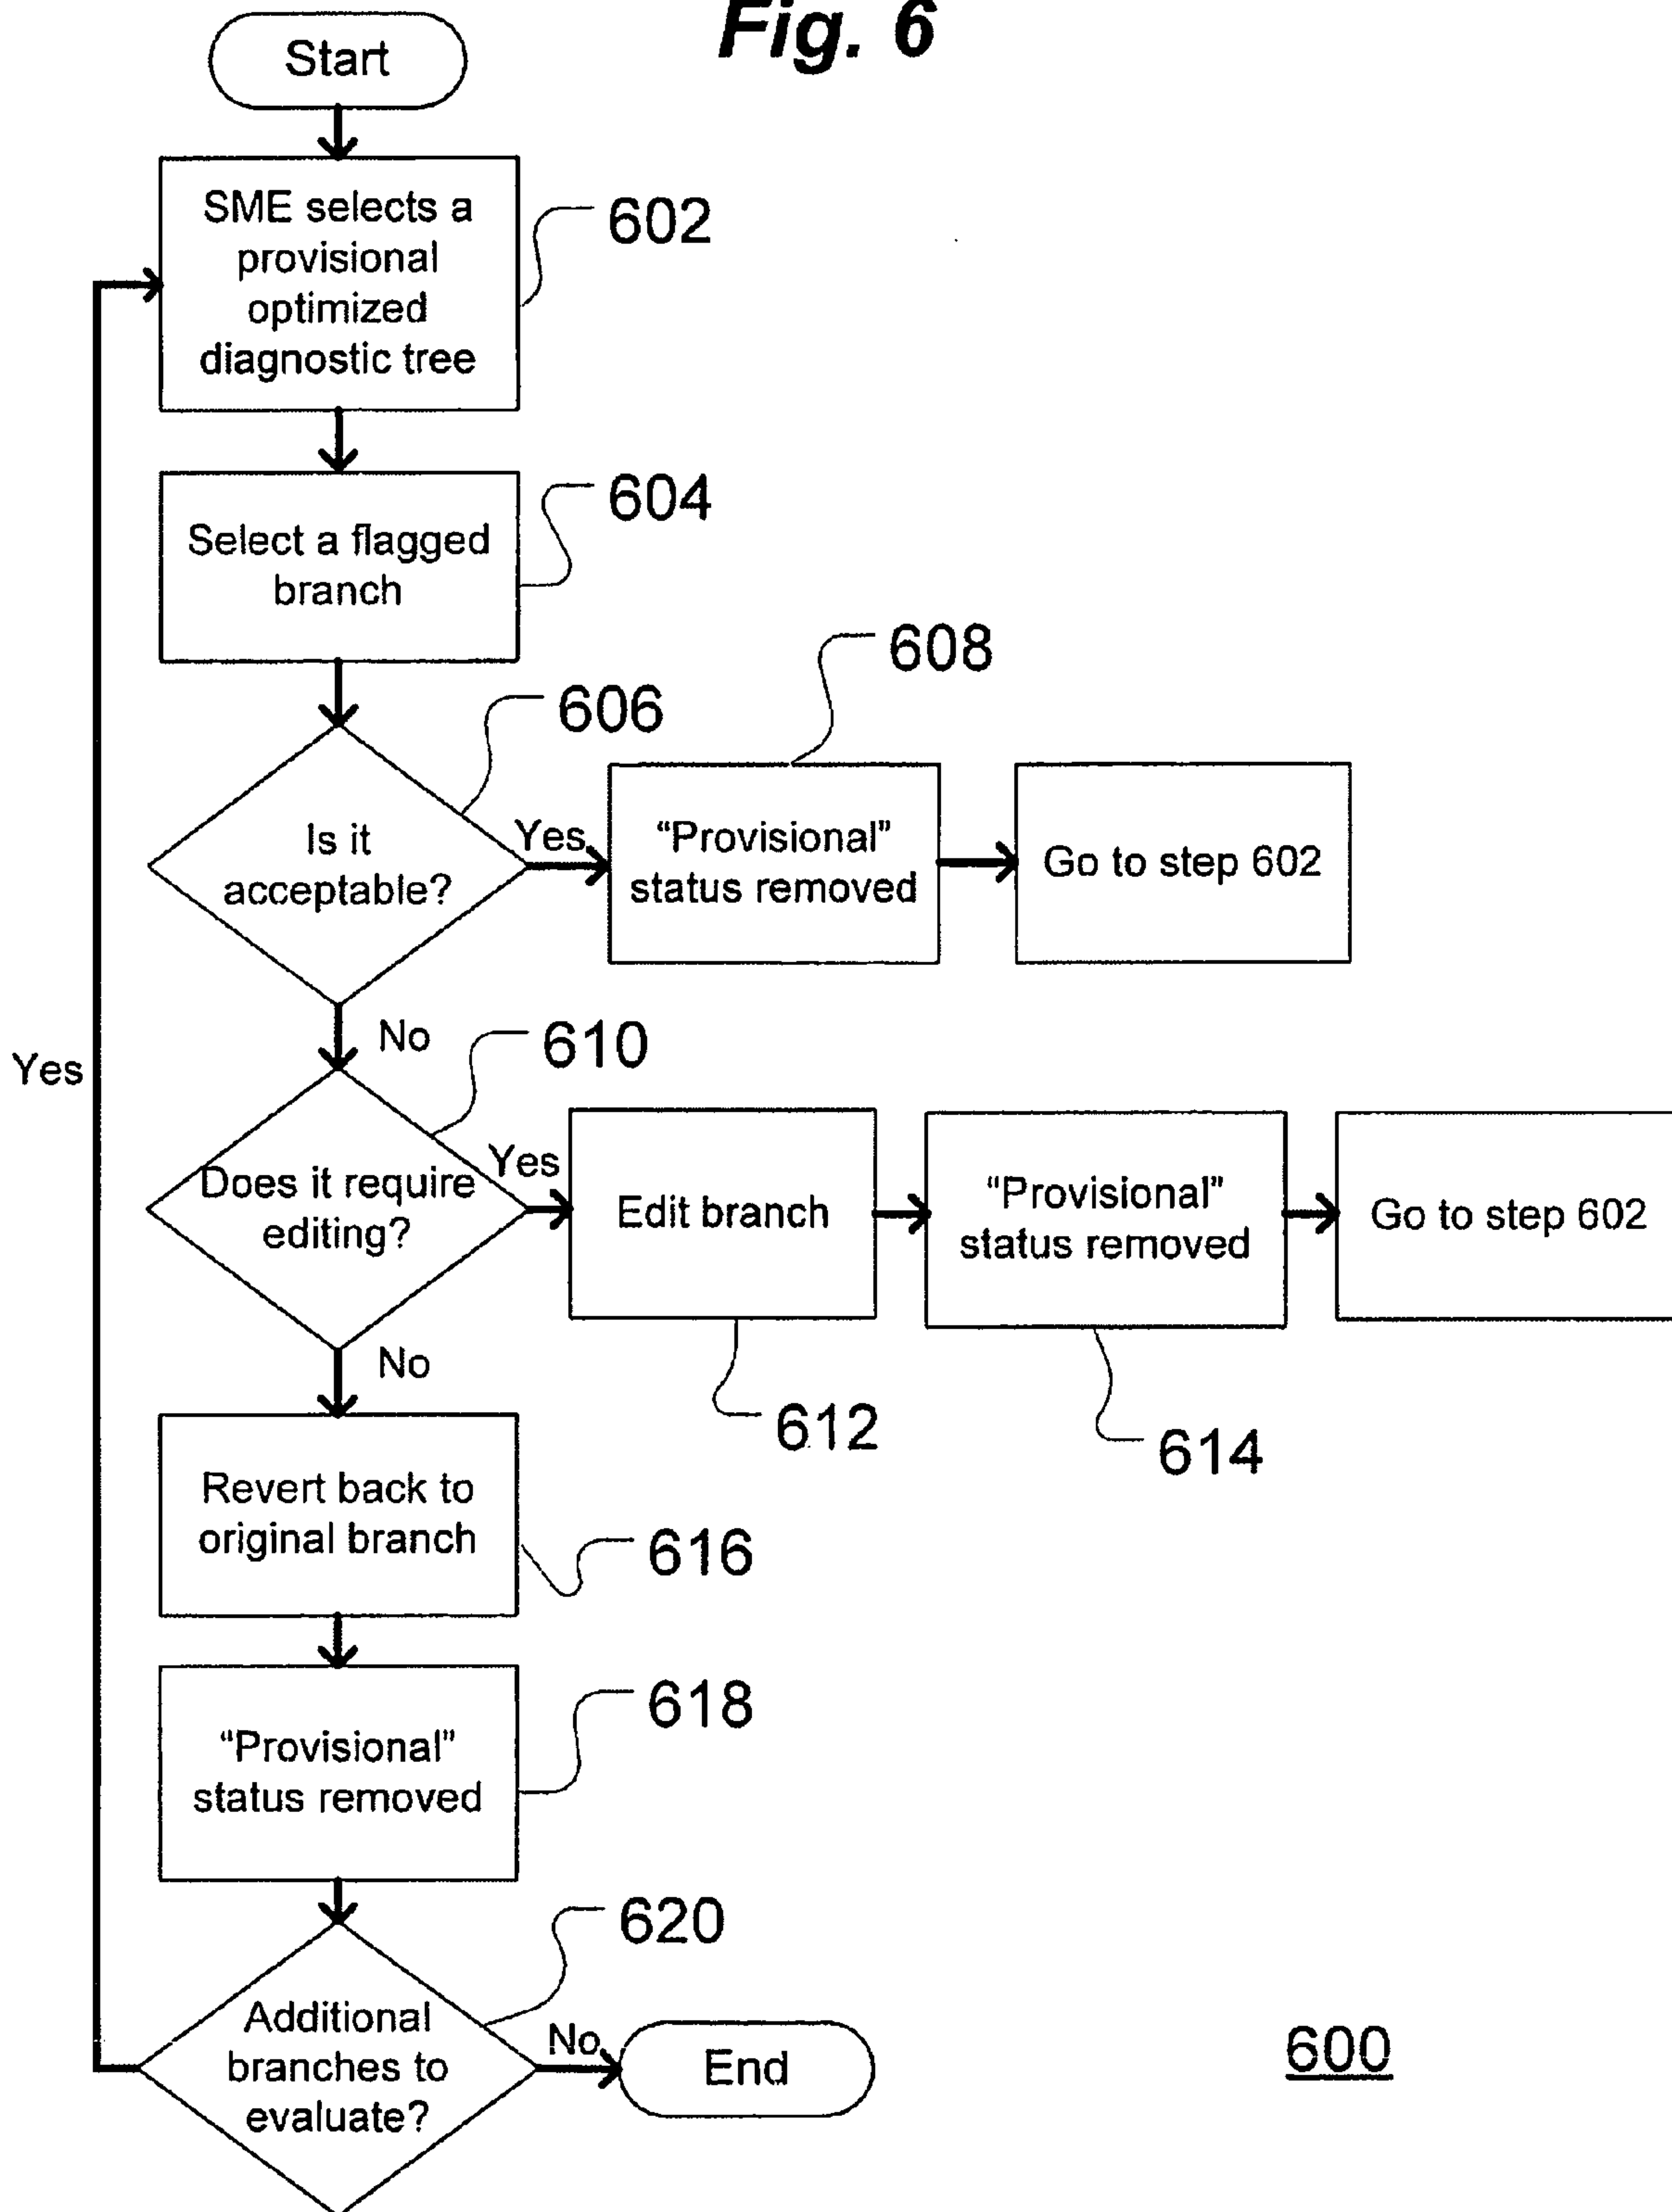 Fig. 6
Start
SME selects a
provisional
optimized
diagnostic tree
602
Select a flagged
branch
604
606
Is it
acceptable?
Yes
608
“Provisional”
status removed
Go to step 602
No
610
Does it require
editing?
Yes
Edit branch
612
“Provisional”
status removed
614
Go to step 602
No
Revert back to
original branch
616
“Provisional”
status removed
618
620
Additional
branches to
evaluate?
Yes
No
End
600